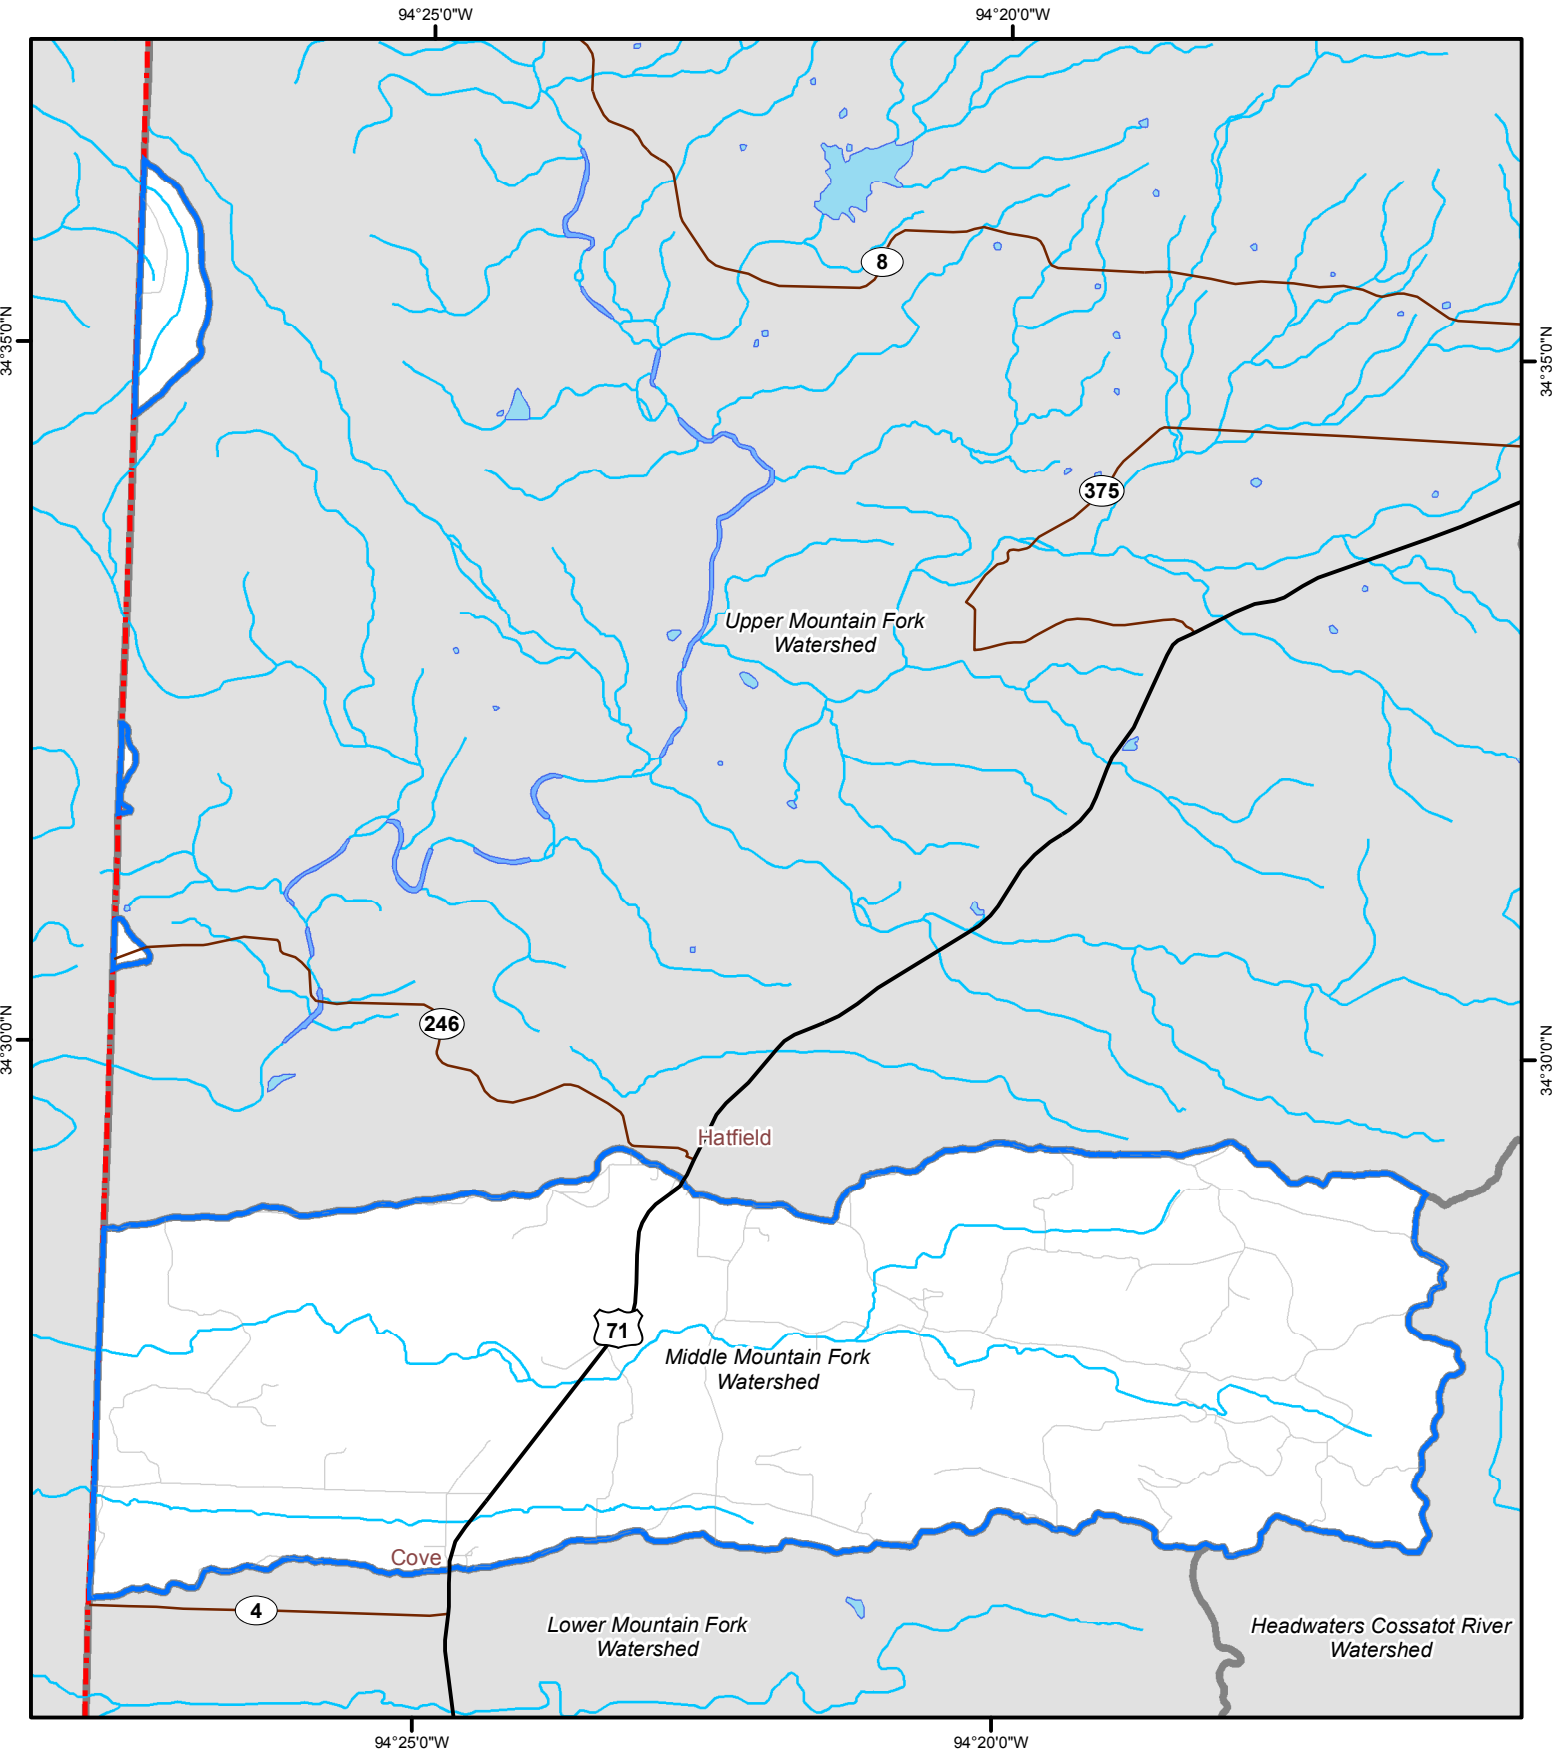 94°25'0"W
94°20'0"W
8
34°35'0"N
34°35'0"N
375
Upper Mountain Fork
Watershed
246
34°30'0"N
34°30'0"N
Hatfield
71
Middle Mountain Fork
Watershed
Cove
4
Lower Mountain Fork
Watershed
Headwaters Cossatot River
Watershed
94°25'0"W
94°20'0"W